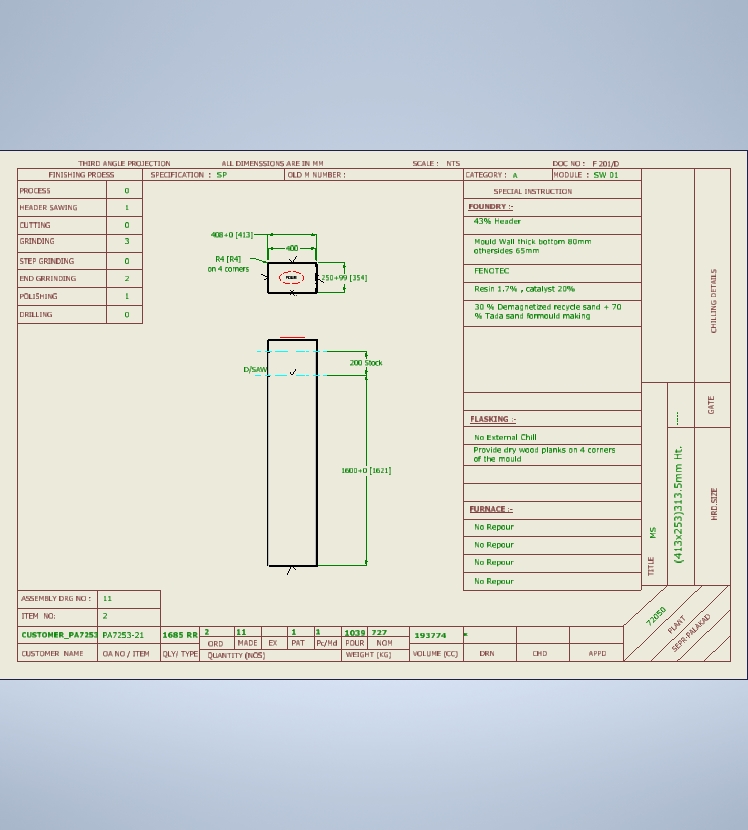 THIRD ANGLE PROJECTION ALL DIMENSSIONS ARE IN MM SCALE : NTS DOC NO : F 201/D
FINISHING PROESS SPECIFICATION : SP OLD M NUMBER : CATEGORY : A MODULE : SW 01
PROCESS 0
HEADER SAWING 1
CUTTING 0
GRINDING 3
STEP GRINDING 0
END GRRINDING 2
POLISHING 1
DRILLING 0
408+0 [413]
400
R4 [R4]
on 4 corners
250+99 [354]
200 Stock
D/SAW
1600+0 [1621]
SPECIAL INSTRUCTION
FOUNDRY :-
43% Header
Mould Wall thick bottom 80mm
othersides 65mm
FENOTEC
Resin 1.7% , catalyst 20%
30 % Demagnetized recycle sand + 70
% Tada sand formould making
FLASKING :-
No External Chill
Provide dry wood planks on 4 corners
of the mould
FURNACE :-
No Repour
No Repour
No Repour
No Repour
CHILLING DETAILS
GATE
----
HRD.SIZE
(413x253)313.5mm Ht.
TITLE MS
ASSEMBLY DRG NO : 11
ITEM NO: 2
CUSTOMER_PA7253 PA7253-21 1685 RR 2 11 1 1 1039 727 193774
ORD MADE EX PAT Pc/Md POUR NOM
CUSTOMER NAME OA NO / ITEM QLY/ TYPE QUANTITY (NOS) WEIGHT (KG) VOLUME (CC) DRN CHD APPD
72050
PLANT
SEPR-PALAKAD